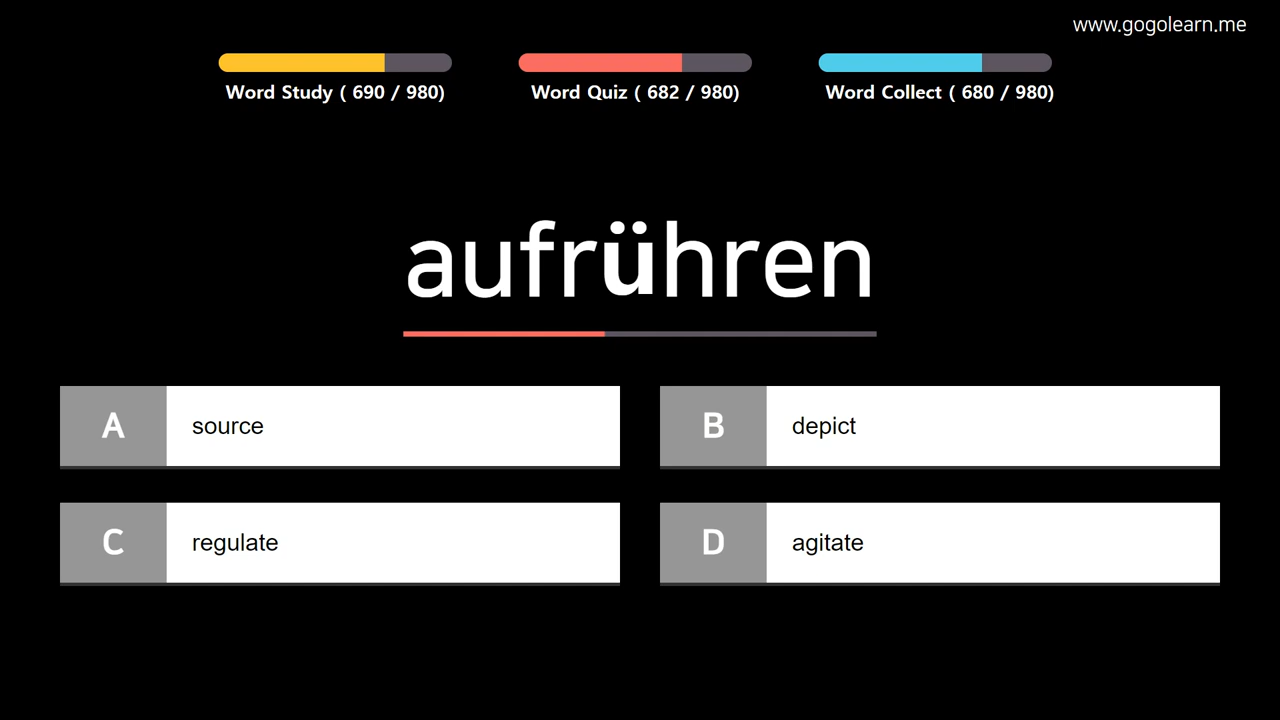 www.gogolearn.me
Word Study ( 690 / 980)
Word Quiz ( 682 / 980)
Word Collect ( 680 / 980)
aufrühren
A source
B depict
C regulate
D agitate